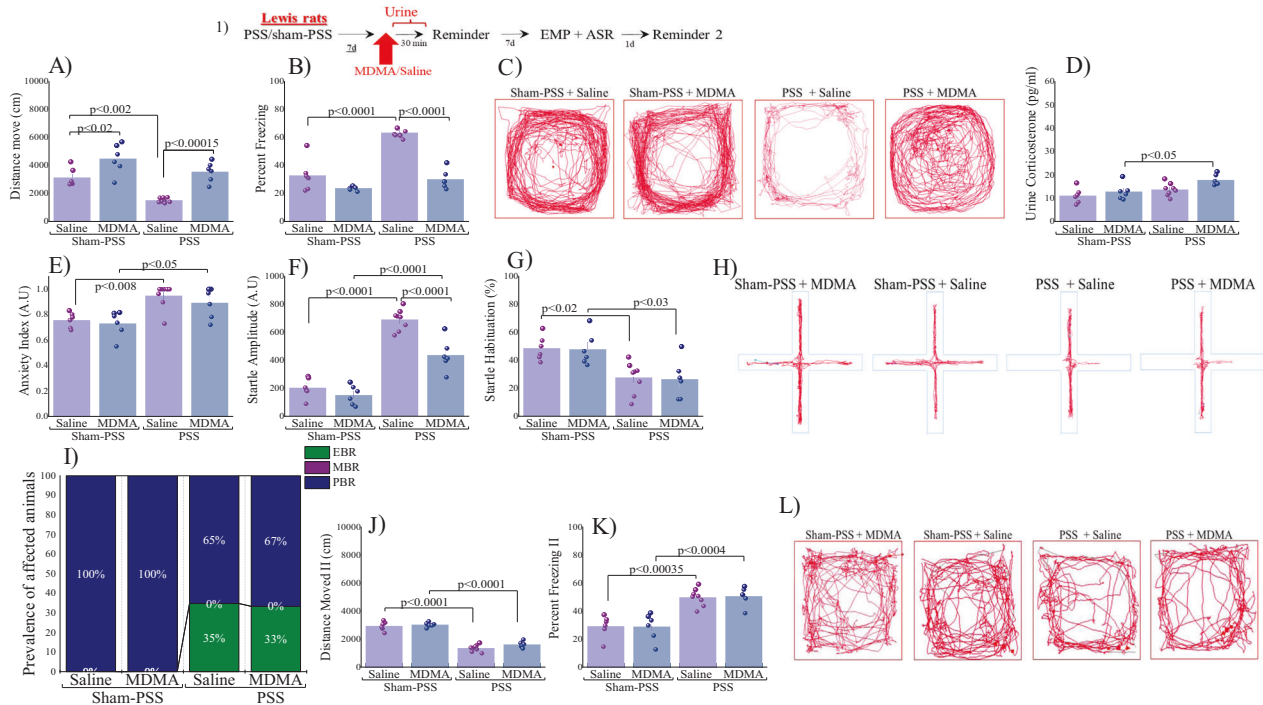 1)
Lewis rats
Urine
PSS/sham-PSS
7d
30 min
Reminder
7d
EMP + ASR
1d
Reminder 2
MDMA/Saline
A)
Distance move (cm)
10000
8000
6000
4000
2000
0
p<0.002
p<0.02
p<0.00015
Saline MDMA Saline MDMA
Sham-PSS PSS
B)
Percent Freezing
100
80
60
40
20
0
p<0.0001 p<0.0001
Saline MDMA Saline MDMA
Sham-PSS PSS
C)
Sham-PSS + Saline Sham-PSS + MDMA PSS + Saline PSS + MDMA
D)
Urine Corticosterone (pg/ml)
60
50
40
30
20
10
0
p<0.05
Saline MDMA Saline MDMA
Sham-PSS PSS
E)
Anxiety Index (A.U)
1.0
0.8
0.6
0.4
0.2
0.0
p<0.05
p<0.008
Saline MDMA Saline MDMA
Sham-PSS PSS
F)
Startle Amplitude (A.U)
1000
800
600
400
200
0
p<0.0001
p<0.0001 p<0.0001
Saline MDMA Saline MDMA
Sham-PSS PSS
G)
Startle Habituation (%)
100
80
60
40
20
0
p<0.02 p<0.03
Saline MDMA Saline MDMA
Sham-PSS PSS
H)
Sham-PSS + MDMA Sham-PSS + Saline PSS + Saline PSS + MDMA
I)
EBR
MBR
PBR
Prevalence of affected animals
100
90
80
70
60
50
40
30
20
10
0
100% 100% 65% 67%
0% 0%
35% 33%
0% 0%
Saline MDMA Saline MDMA
Sham-PSS PSS
J)
Distance Moved II (cm)
10000
8000
6000
4000
2000
0
p<0.0001
p<0.0001
Saline MDMA Saline MDMA
Sham-PSS PSS
K)
Percent Freezing II
100
80
60
40
20
0
p<0.0004
p<0.00035
Saline MDMA Saline MDMA
Sham-PSS PSS
L)
Sham-PSS + MDMA Sham-PSS + Saline PSS + Saline PSS + MDMA